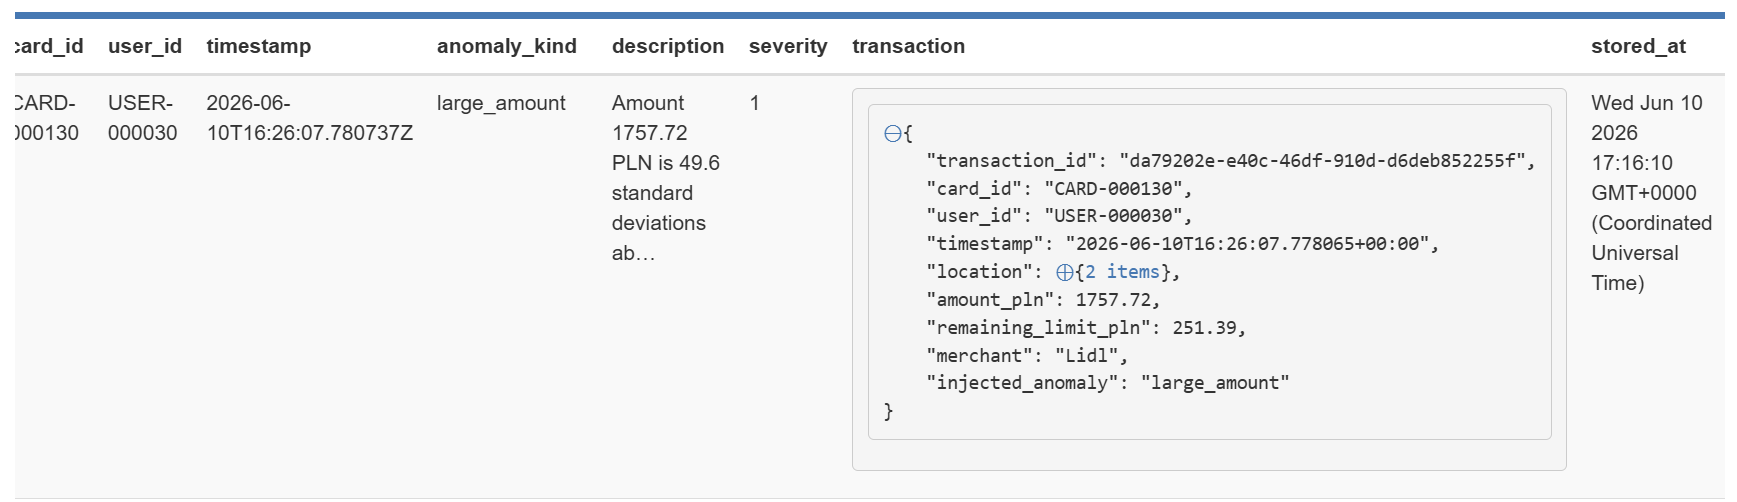 card_id user_id timestamp anomaly_kind description severity transaction stored_at
CARD-
000130
USER-
000030
2026-06-
10T16:26:07.780737Z
large_amount
Amount
1757.72
PLN is 49.6
standard
deviations
ab…
1
{
"transaction_id": "da79202e-e40c-46df-910d-d6deb852255f",
"card_id": "CARD-000130",
"user_id": "USER-000030",
"timestamp": "2026-06-10T16:26:07.778065+00:00",
"location": {2 items},
"amount_pln": 1757.72,
"remaining_limit_pln": 251.39,
"merchant": "Lidl",
"injected_anomaly": "large_amount"
}
Wed Jun 10
2026
17:16:10
GMT+0000
(Coordinated
Universal
Time)